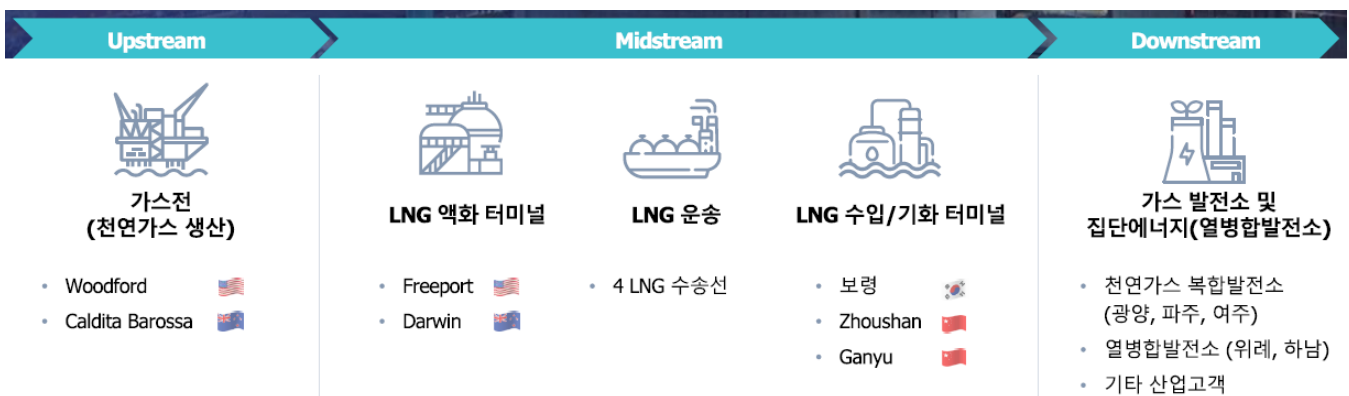 Upstream
Midstream
Downstream
가스전
(천연가스 생산)
• Woodford
• Caldita Barossa
LNG 액화 터미널
• Freeport
• Darwin
LNG 운송
• 4 LNG 수송선
LNG 수입/기화 터미널
• 보령
• Zhoushan
• Ganyu
가스 발전소 및
집단에너지(열병합발전소)
• 천연가스 복합발전소
(광양, 파주, 여주)
• 열병합발전소 (위례, 하남)
• 기타 산업고객